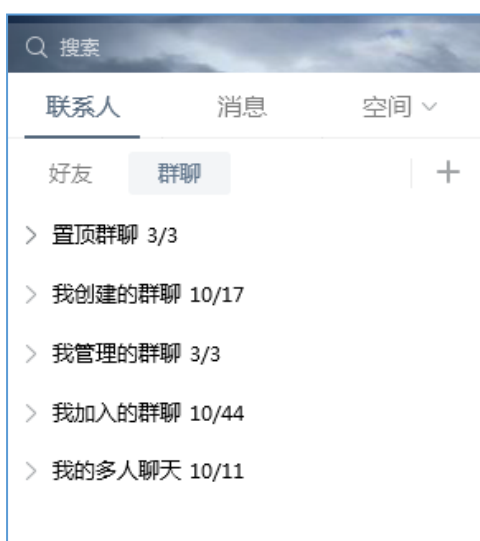 搜索
联系人 消息 空间
好友 群聊
置顶群聊 3/3
我创建的群聊 10/17
我管理的群聊 3/3
我加入的群聊 10/44
我的多人聊天 10/11